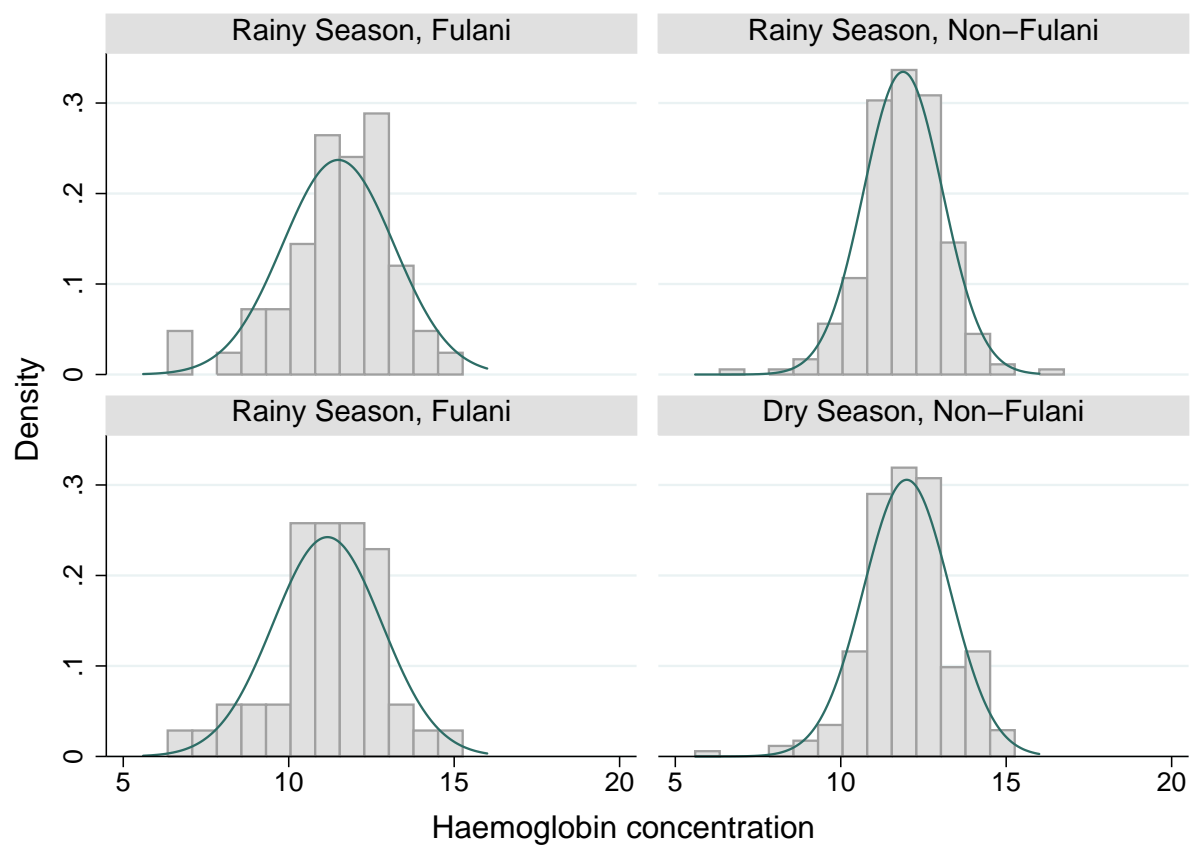 Rainy Season, Fulani
Rainy Season, Non−Fulani
.3
.2
.1
0
Rainy Season, Fulani
Dry Season, Non−Fulani
.3
.2
.1
0
5 10 15 20
5 10 15 20
Density
Haemoglobin concentration